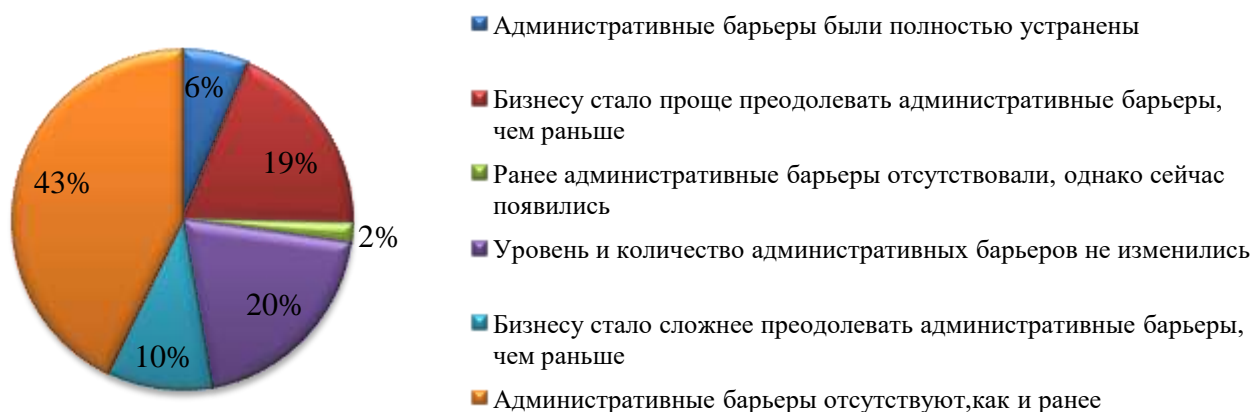 Административные барьеры были полностью устранены
6%
Бизнесу стало проще преодолевать административные барьеры,
чем раньше
19%
43%
Ранее административные барьеры отсутствовали, однако сейчас
появились
2%
Уровень и количество административных барьеров не изменились
20%
Бизнесу стало сложнее преодолевать административные барьеры,
чем раньше
10%
Административные барьеры отсутствуют,как и ранее